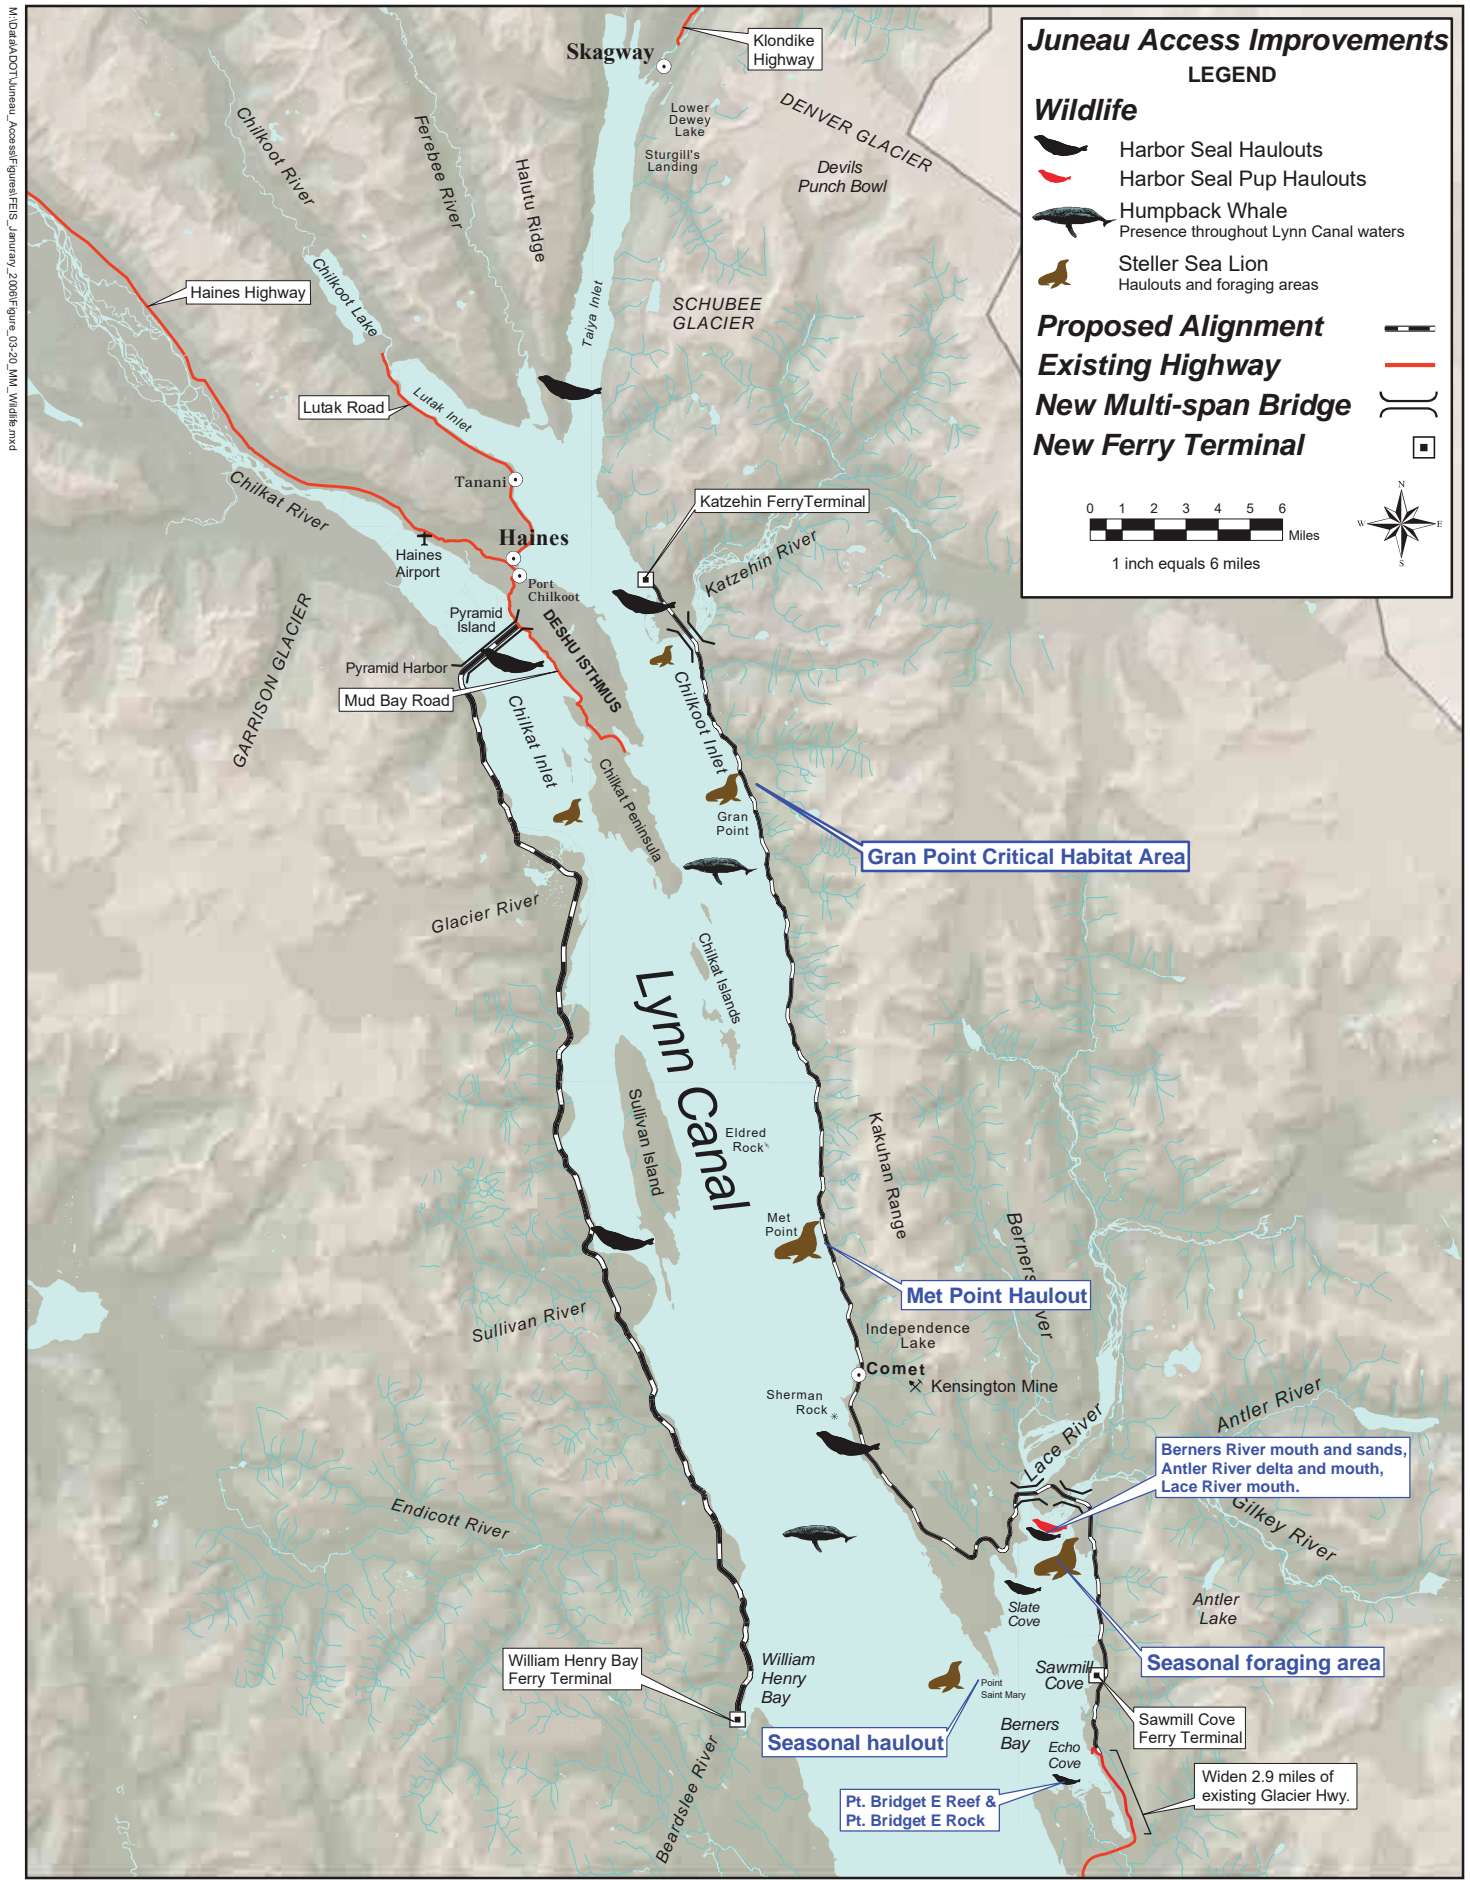 M:\Data\ADOT\Juneau_Access\Figures\FEIS_Janurary_2006\Figure_03-20_MM_Wildlife.mxd
Juneau Access Improvements
LEGEND
Wildlife
Harbor Seal Haulouts
Harbor Seal Pup Haulouts
Humpback Whale
Presence throughout Lynn Canal waters
Steller Sea Lion
Haulouts and foraging areas
Proposed Alignment
Existing Highway
New Multi-span Bridge
New Ferry Terminal
0 1 2 3 4 5 6
Miles
1 inch equals 6 miles
N
W
E
S
Skagway
Klondike
Highway
Lower
Dewey
Lake
Sturgill's
Landing
DENVER GLACIER
Devils
Punch Bowl
Chilkoot River
Ferebee River
Halutu Ridge
Taiya Inlet
SCHUBEE
GLACIER
Haines Highway
Chilkoot Lake
Lutak Road
Lutak Inlet
Tanani
Chilkat River
Haines
Haines
Airport
Port
Chilkoot
Katzehin FerryTerminal
Katzehin River
Pyramid
Island
Pyramid Harbor
Mud Bay Road
DESHU ISTHMUS
GARRISON GLACIER
Chilkat Inlet
Chilkoot Inlet
Chilkat Peninsula
Gran
Point
Gran Point Critical Habitat Area
Glacier River
Chilkat Islands
Lynn Canal
Sullivan Island
Eldred
Rock
Kakuhan Range
Met
Point
Met Point Haulout
Berners River
Sullivan River
Independence
Lake
Comet
Kensington Mine
Sherman
Rock
Lace River
Antler River
Berners River mouth and sands,
Antler River delta and mouth,
Lace River mouth.
Gilkey River
Endicott River
Slate
Cove
Antler
Lake
Seasonal foraging area
William Henry Bay
Ferry Terminal
William
Henry
Bay
Point
Saint Mary
Sawmill
Cove
Seasonal haulout
Berners
Bay
Sawmill Cove
Ferry Terminal
Echo
Cove
Beardslee River
Pt. Bridget E Reef &
Pt. Bridget E Rock
Widen 2.9 miles of
existing Glacier Hwy.